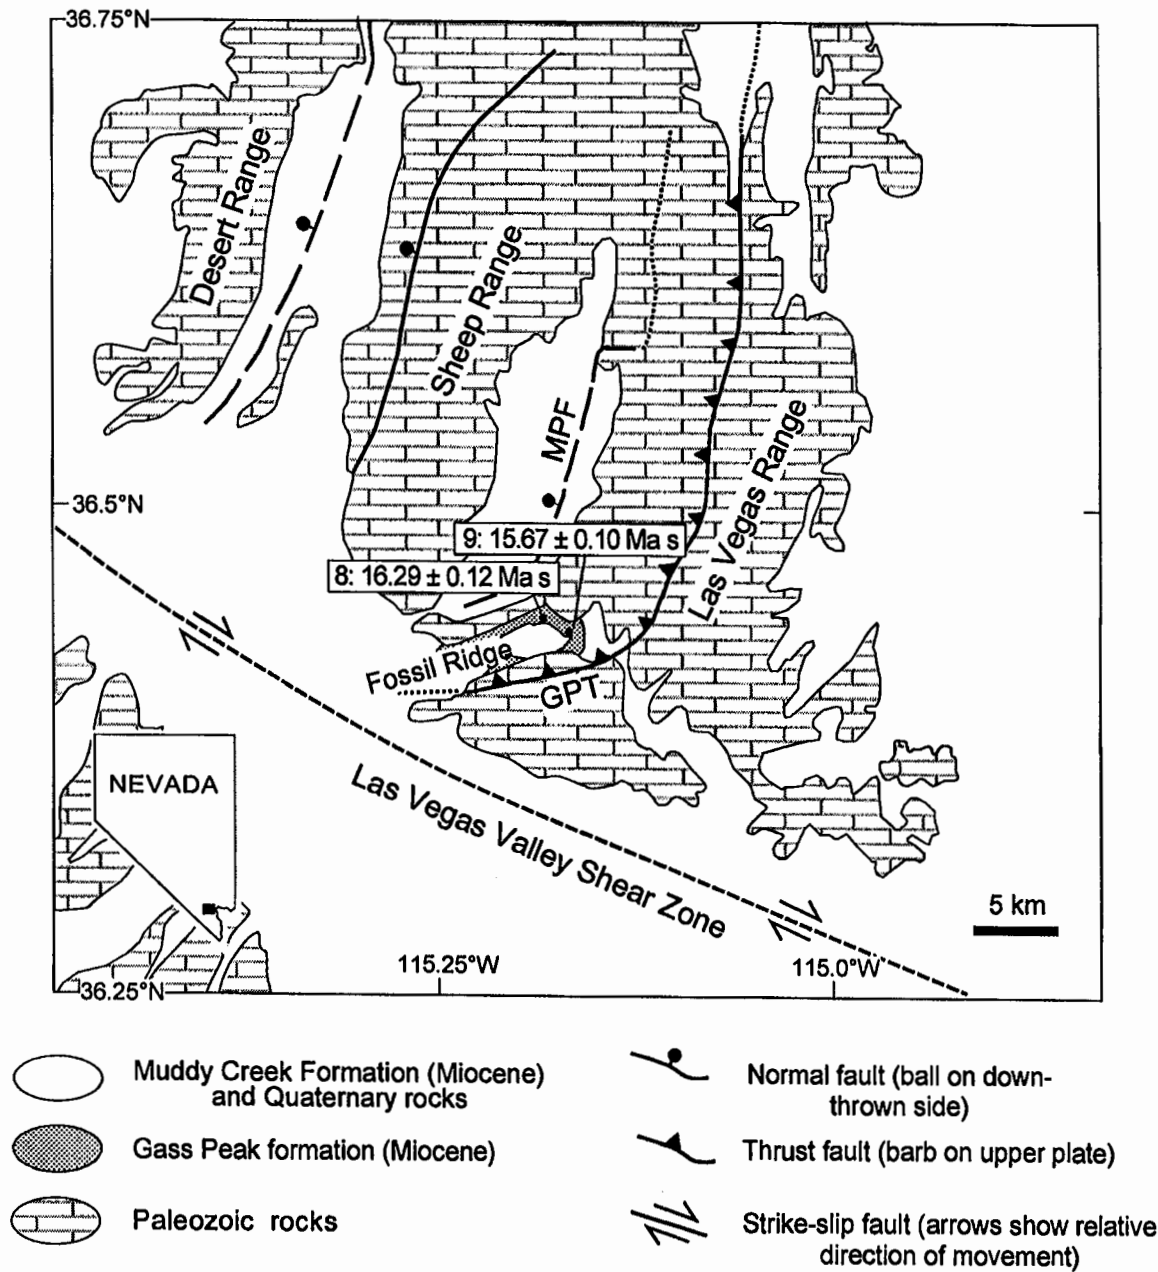 36.75°N
Desert Range
Sheep Range
MPF
Las Vegas Range
36.5°N
9: 15.67 ± 0.10 Ma s
8: 16.29 ± 0.12 Ma s
Fossil Ridge
GPT
NEVADA
Las Vegas Valley Shear Zone
5 km
115.25°W
115.0°W
36.25°N
Muddy Creek Formation (Miocene)
and Quaternary rocks
Gass Peak formation (Miocene)
Paleozoic rocks
Normal fault (ball on down-
thrown side)
Thrust fault (barb on upper plate)
Strike-slip fault (arrows show relative
direction of movement)